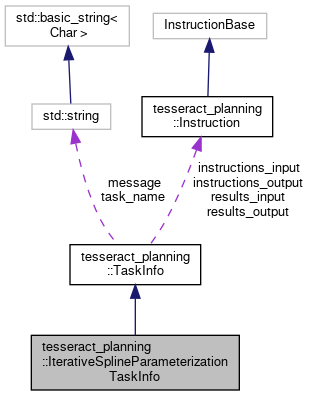 std::basic_string<
Char >
InstructionBase
std::string
tesseract_planning
::Instruction
message
task_name
instructions_input
instructions_output
results_input
results_output
tesseract_planning
::TaskInfo
tesseract_planning
::IterativeSplineParameterization
TaskInfo